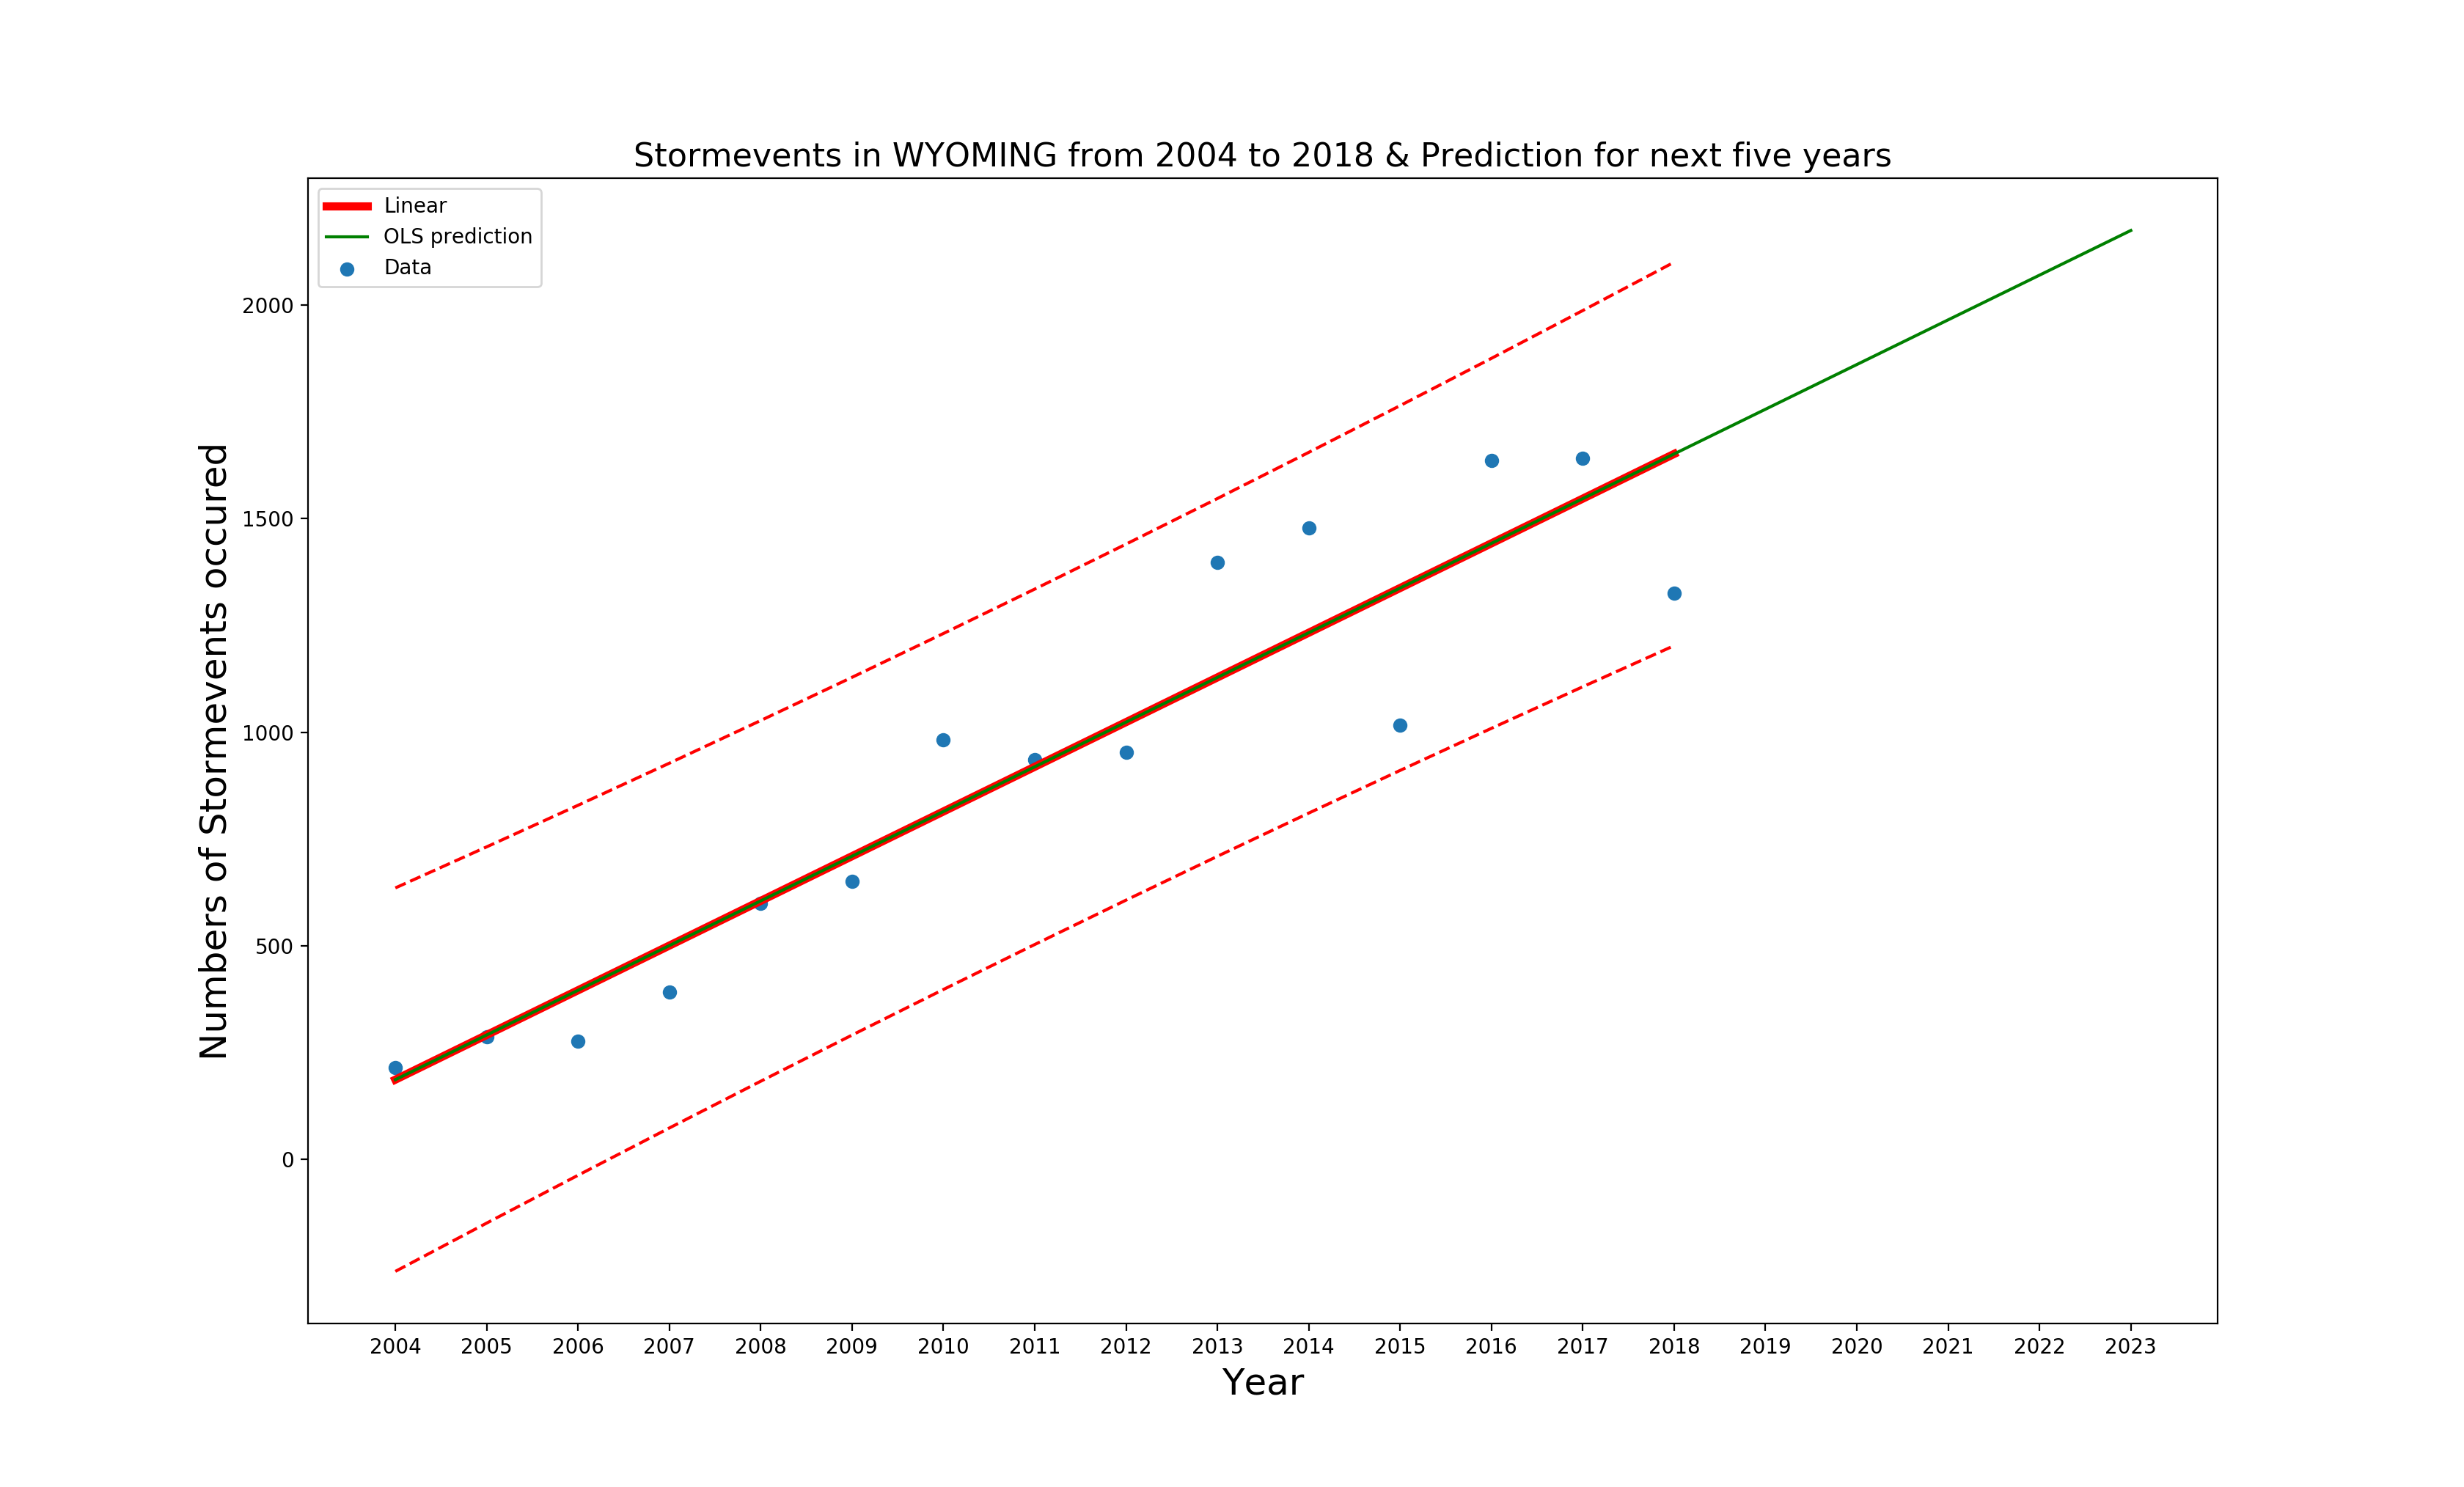 Stormevents in WYOMING from 2004 to 2018 & Prediction for next five years
Linear
OLS prediction
Data
2000
1500
1000
500
0
Numbers of Stormevents occured
2004 2005 2006 2007 2008 2009 2010 2011 2012 2013 2014 2015 2016 2017 2018 2019 2020 2021 2022 2023
Year